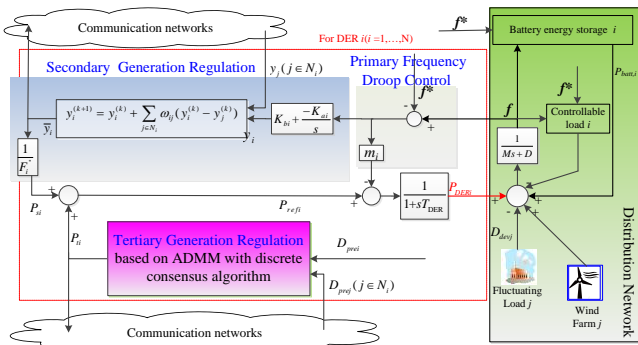 Communication networks
For DER i(i=1,...,N)
f*
Battery energy storage i
Secondary Generation Regulation
y_j (j∈N_i)
Primary Frequency
Droop Control
f*
P_batt,i
f*
f
y_i^(k+1) = y_i^(k) + ∑_{j∈N_i} ω_ij (y_i^(k) − y_j^(k))
ȳ_i
y_i
K_bi + −K_ai/s
Controllable
load i
1/F_i^*
m_i
1/(Ms+D)
P_si
P_refi
1/(1+sT_DER)
P_DERi
P_ti
Tertiary Generation Regulation
based on ADMM with discrete
consensus algorithm
D_prei
D_prej (j∈N_i)
D_devj
Fluctuating
Load j
Wind
Farm j
Distribution Network
Communication networks